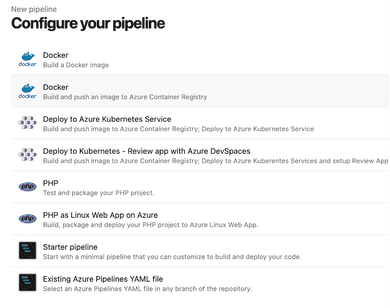 New pipeline
Configure your pipeline
docker
Docker
Build a Docker image
docker
Docker
Build and push an image to Azure Container Registry
Deploy to Azure Kubernetes Service
Build and push image to Azure Container Registry; Deploy to Azure Kubernetes Service
Deploy to Kubernetes - Review app with Azure DevSpaces
Build and push image to Azure Container Registry; Deploy to Azure Kuberentes Services and setup Review App
php
PHP
Test and package your PHP project.
php
PHP as Linux Web App on Azure
Build, package and deploy your PHP project to Azure Linux Web App.
Starter pipeline
Start with a minimal pipeline that you can customize to build and deploy your code.
Existing Azure Pipelines YAML file
Select an Azure Pipelines YAML file in any branch of the repository.